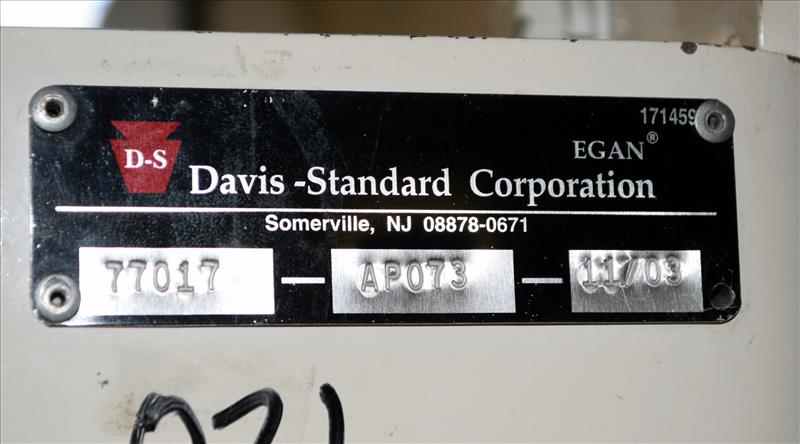 171459
EGAN®
D-S
Davis-Standard Corporation
Somerville, NJ 08878-0671
77017 — AP073 — 11/03